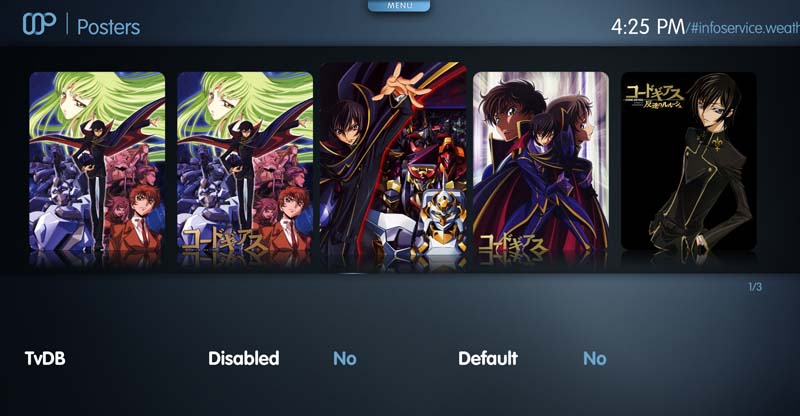 MENU
Posters
4:25 PM/#infoservice.weath
コードギアス
反逆のルルーシュ
コードギアス
コードギアス
1/3
TvDB Disabled No Default No